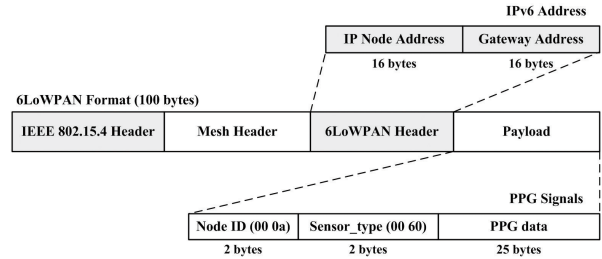 IPv6 Address
IP Node Address Gateway Address
16 bytes 16 bytes
6LoWPAN Format (100 bytes)
IEEE 802.15.4 Header Mesh Header 6LoWPAN Header Payload
PPG Signals
Node ID (00 0a) Sensor_type (00 60) PPG data
2 bytes 2 bytes 25 bytes